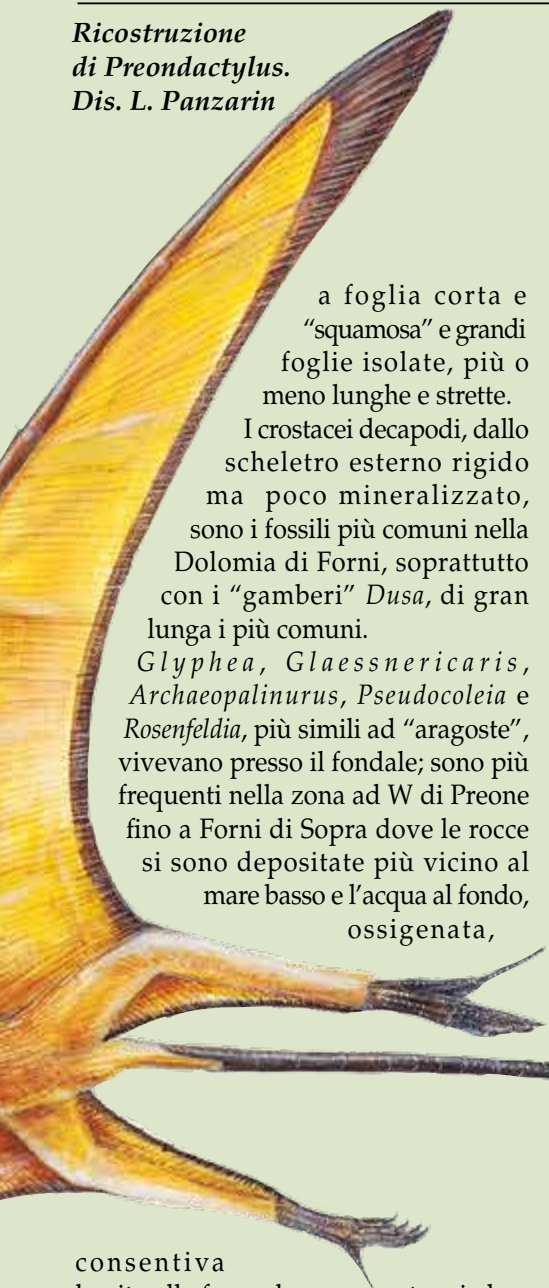 Ricostruzione
di Preondactylus.
Dis. L. Panzarin
a foglia corta e
“squamosa” e grandi
foglie isolate, più o
meno lunghe e strette.
I crostacei decapodi, dallo
scheletro esterno rigido
ma poco mineralizzato,
sono i fossili più comuni nella
Dolomia di Forni, soprattutto
con i “gamberi” Dusa, di gran
lunga i più comuni.
Glyphea, Glaessnericaris,
Archaeopalinurus, Pseudocoleia e
Rosenfeldia, più simili ad “aragoste”,
vivevano presso il fondale; sono più
frequenti nella zona ad W di Preone
fino a Forni di Sopra dove le rocce
si sono depositate più vicino al
mare basso e l’acqua al fondo,
ossigenata,
consentiva